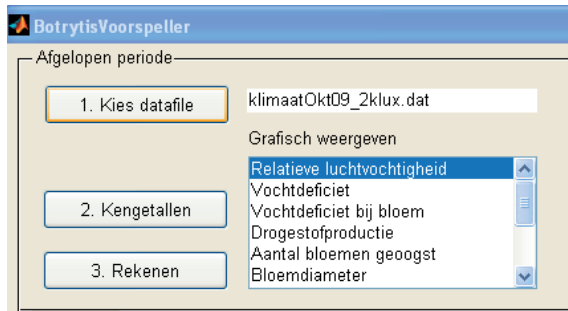 BotrytisVoorspeller
Afgelopen periode
1. Kies datafile
klimaatOkt09_2klux.dat
Grafisch weergeven
Relatieve luchtvochtigheid
Vochtdeficiet
Vochtdeficiet bij bloem
Drogestofproductie
Aantal bloemen geoogst
Bloemdiameter
2. Kengetallen
3. Rekenen